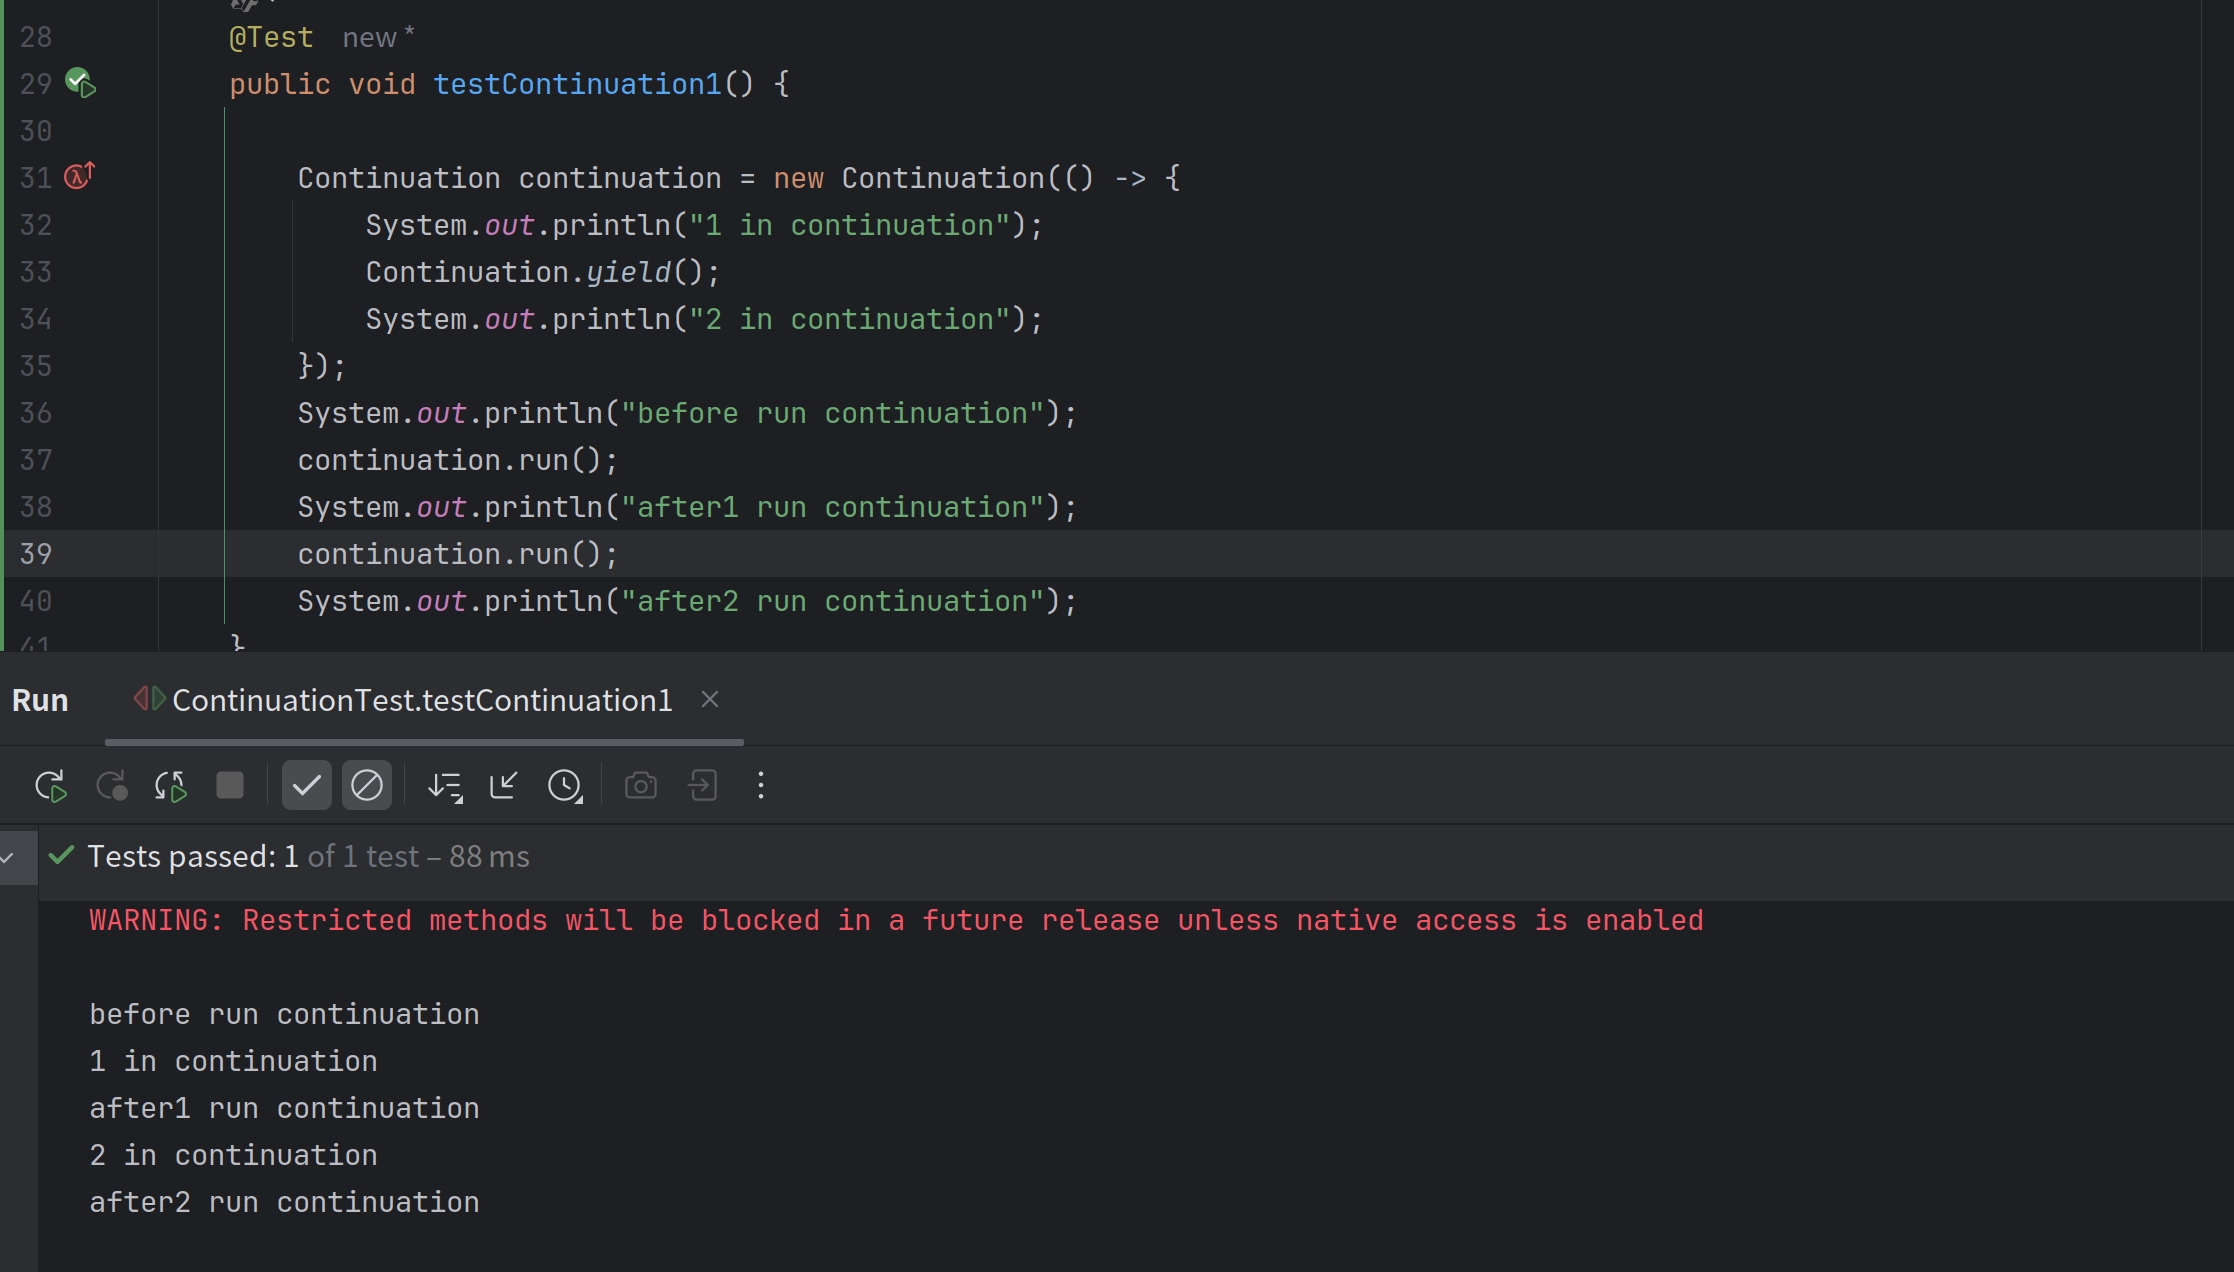 28 @Test new *
29 public void testContinuation1() {
30
31 Continuation continuation = new Continuation(() -> {
32 System.out.println("1 in continuation");
33 Continuation.yield();
34 System.out.println("2 in continuation");
35 });
36 System.out.println("before run continuation");
37 continuation.run();
38 System.out.println("after1 run continuation");
39 continuation.run();
40 System.out.println("after2 run continuation");
41 }
Run ContinuationTest.testContinuation1
Tests passed: 1 of 1 test – 88 ms
WARNING: Restricted methods will be blocked in a future release unless native access is enabled
before run continuation
1 in continuation
after1 run continuation
2 in continuation
after2 run continuation